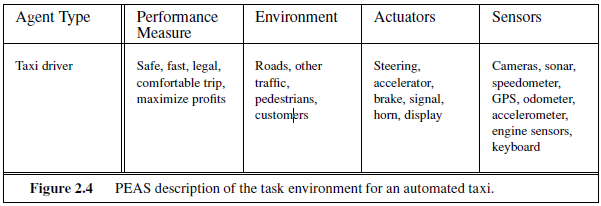 Agent Type
Performance
Measure
Environment
Actuators
Sensors
Taxi driver
Safe, fast, legal,
comfortable trip,
maximize profits
Roads, other
traffic,
pedestrians,
customers
Steering,
accelerator,
brake, signal,
horn, display
Cameras, sonar,
speedometer,
GPS, odometer,
accelerometer,
engine sensors,
keyboard
Figure 2.4 PEAS description of the task environment for an automated taxi.